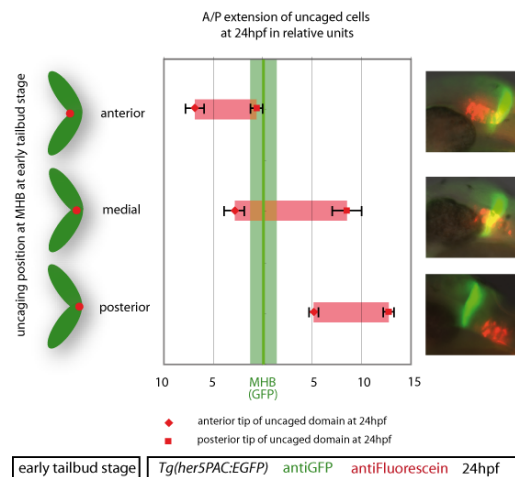 A/P extension of uncaged cells
at 24hpf in relative units
uncaging position at MHB at early tailbud stage
anterior
medial
posterior
10 5 MHB 5 10 15
(GFP)
anterior tip of uncaged domain at 24hpf
posterior tip of uncaged domain at 24hpf
early tailbud stage
Tg(her5PAC:EGFP) antiGFP antiFluorescein 24hpf